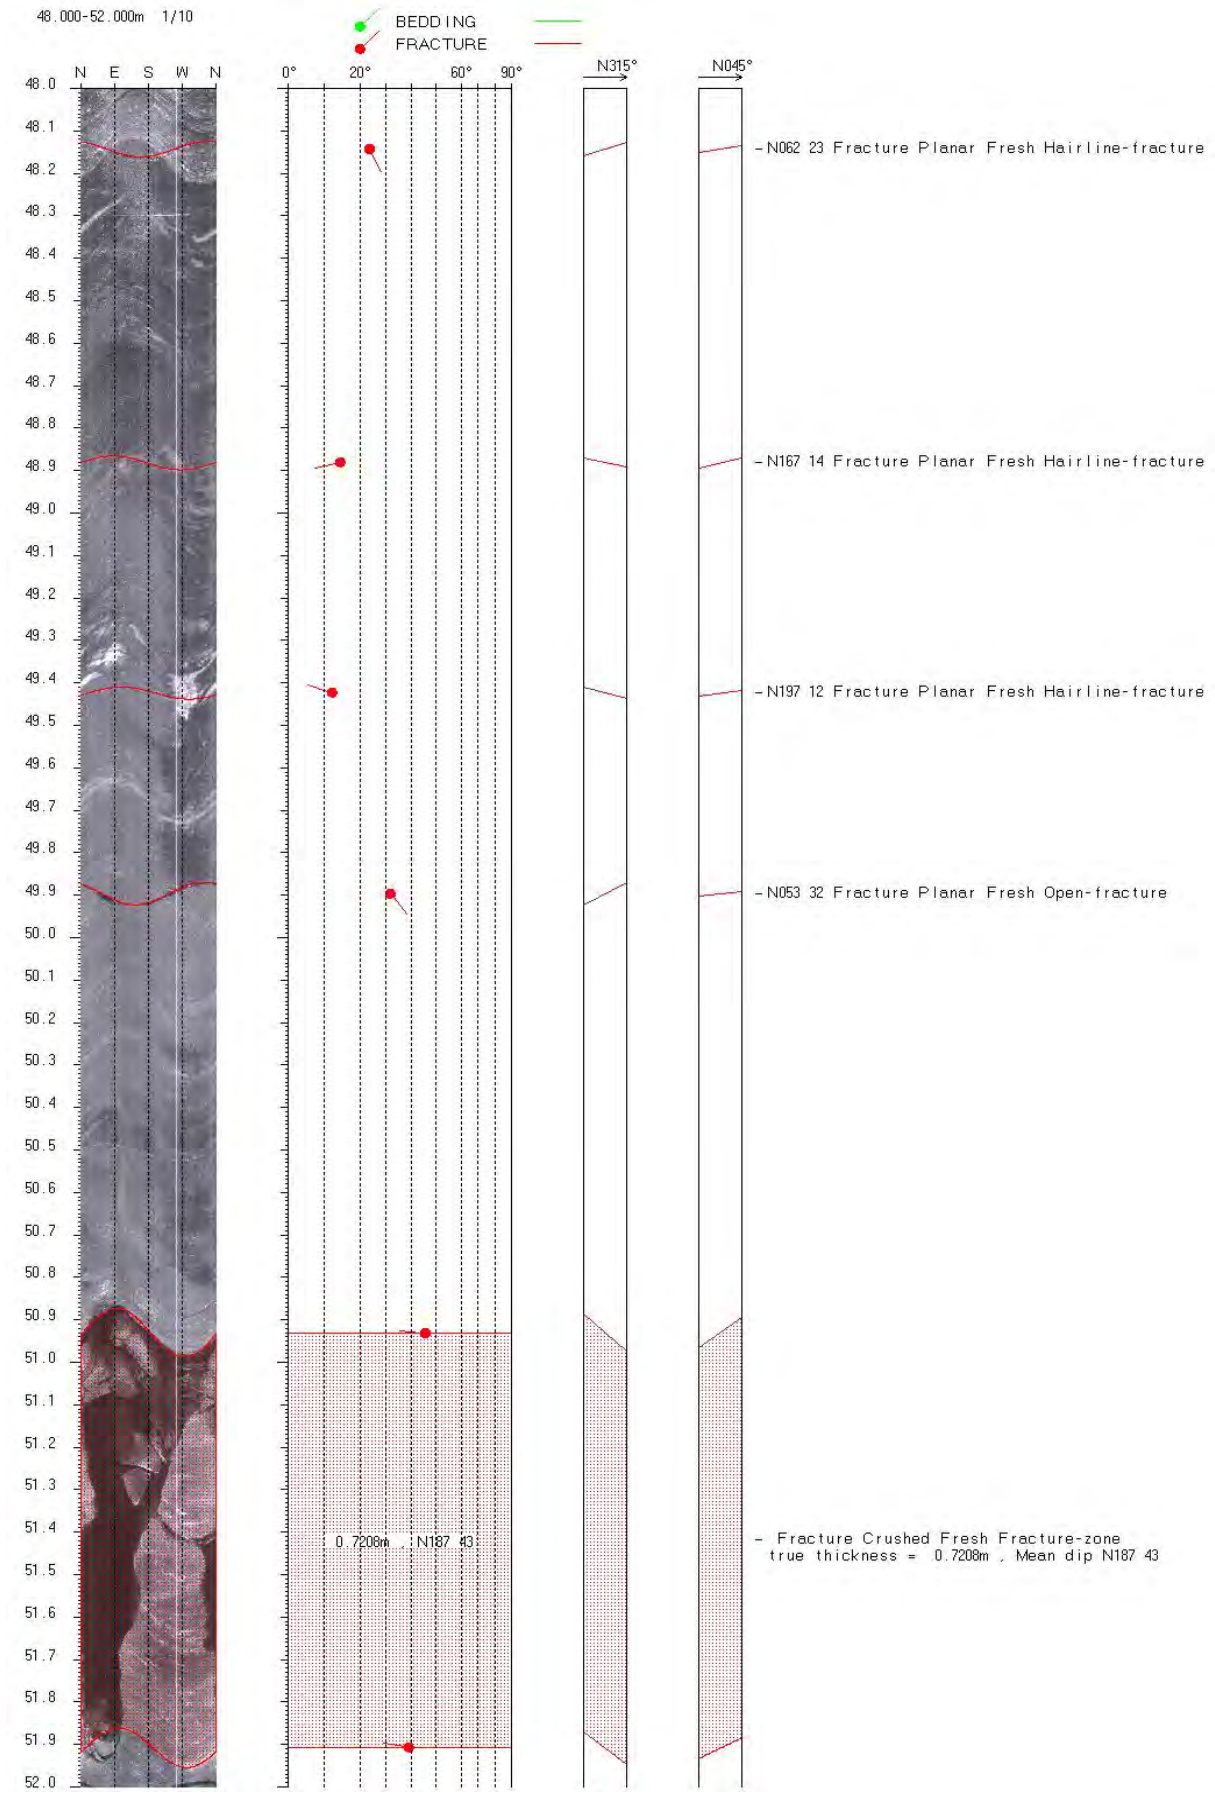 48.000-52.000m 1/10
BEDDING
FRACTURE
N E S W N
0° 20° 60° 90°
N315°
N045°
48.0
48.1
- N062 23 Fracture Planar Fresh Hairline-fracture
48.2
48.3
48.4
48.5
48.6
48.7
48.8
48.9
- N167 14 Fracture Planar Fresh Hairline-fracture
49.0
49.1
49.2
49.3
49.4
- N197 12 Fracture Planar Fresh Hairline-fracture
49.5
49.6
49.7
49.8
49.9
- N053 32 Fracture Planar Fresh Open-fracture
50.0
50.1
50.2
50.3
50.4
50.5
50.6
50.7
50.8
50.9
51.0
51.1
51.2
51.3
51.4
0.7208m , N187 43
- Fracture Crushed Fresh Fracture-zone
true thickness = 0.7208m , Mean dip N187 43
51.5
51.6
51.7
51.8
51.9
52.0